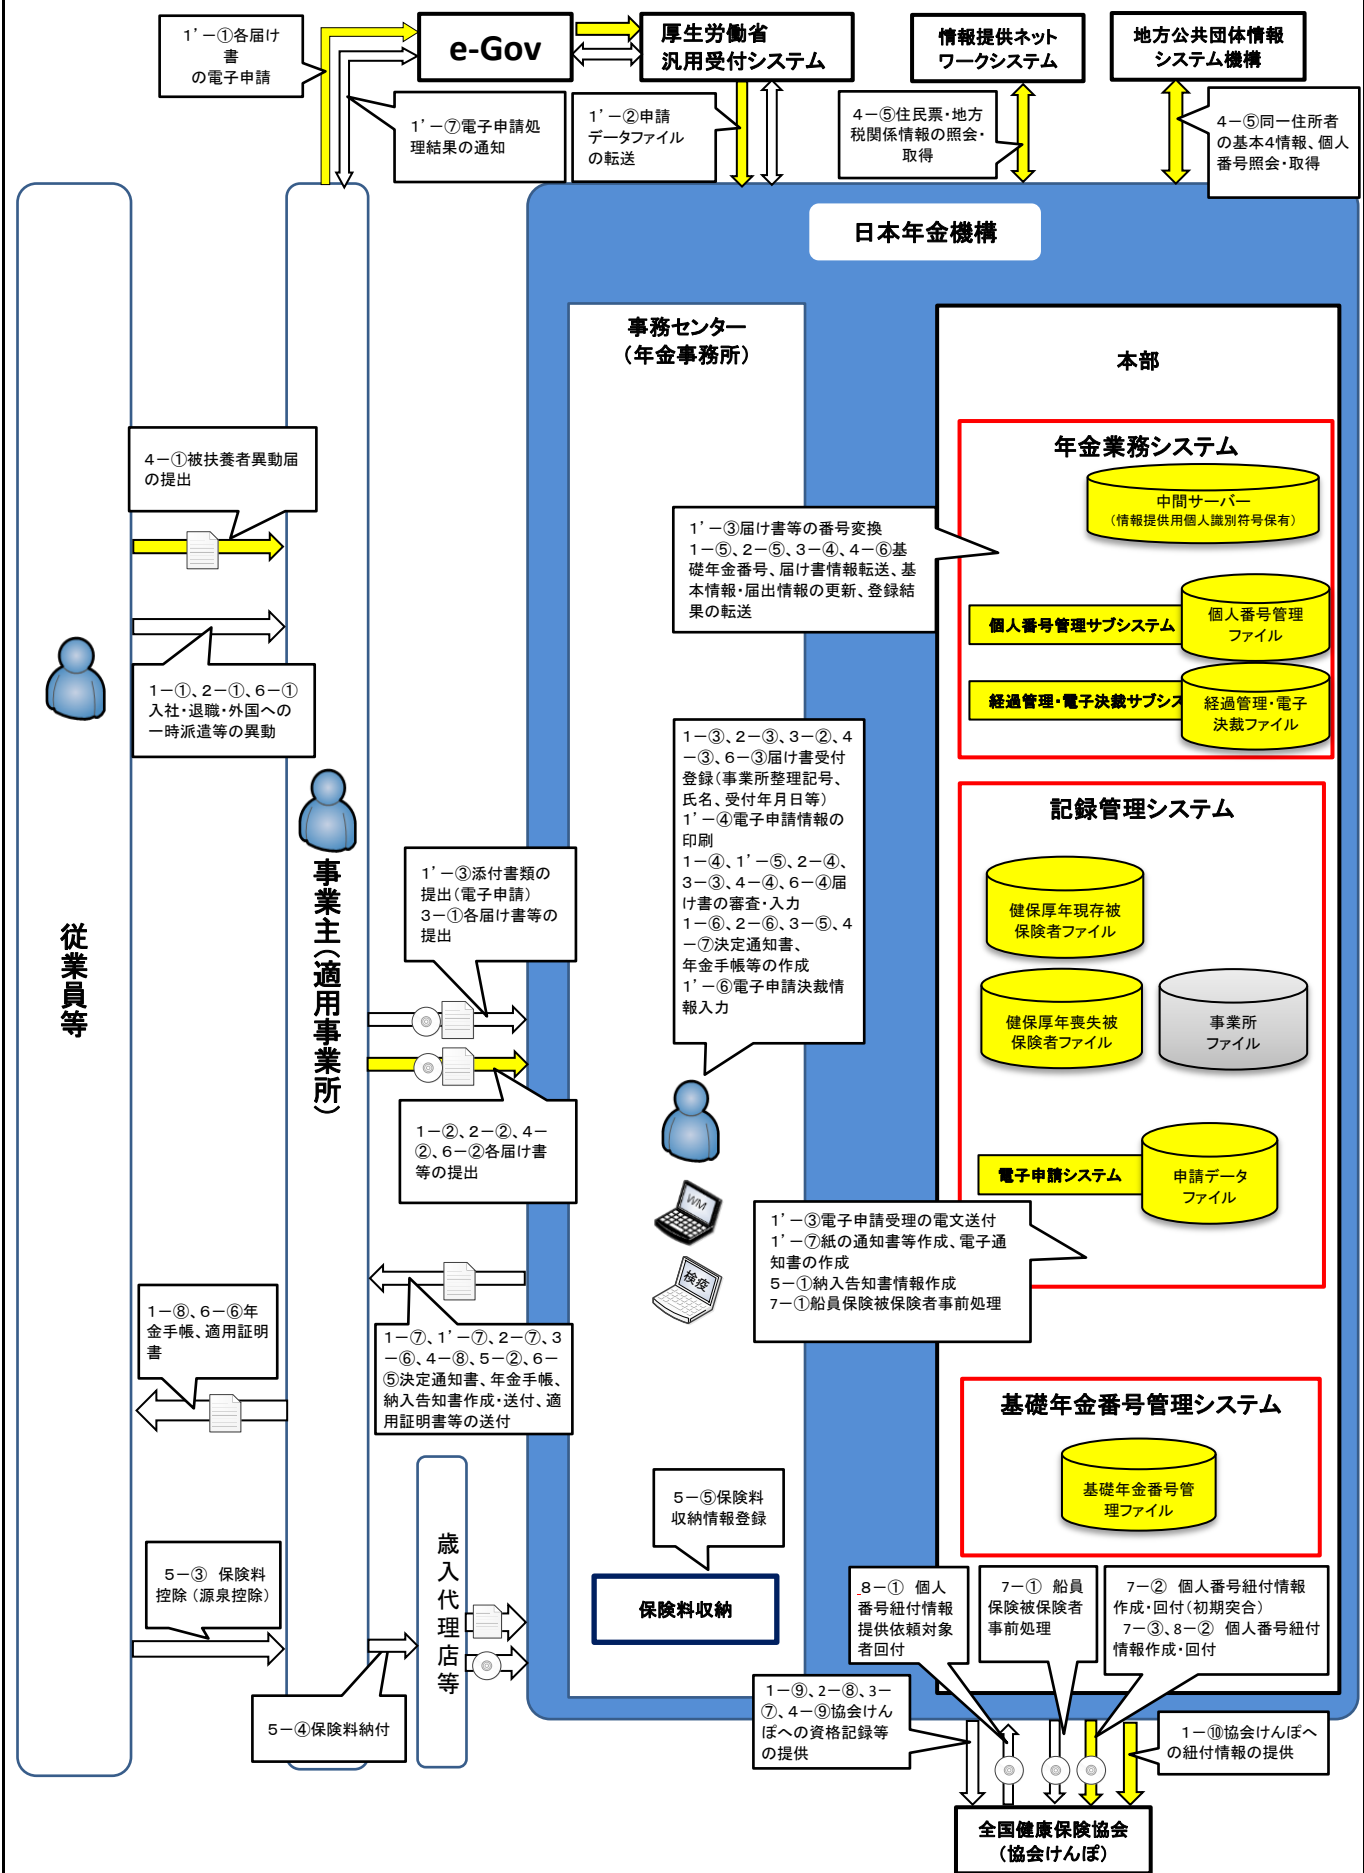 1’－①各届け
書
の電子申請
e-Gov
厚生労働省
汎用受付システム
情報提供ネット
ワークシステム
地方公共団体情報
システム機構
1’－⑦電子申請処
理結果の通知
1’－②申請
データファイル
の転送
4－⑤住民票・地方
税関係情報の照会・
取得
4－⑤同一住所者
の基本4情報、個人
番号照会・取得
日本年金機構
事務センター
（年金事務所）
本部
4－①被扶養者異動届
の提出
年金業務システム
中間サーバー
（情報提供用個人識別符号保有）
1’－③届け書等の番号変換
1－⑤、2－⑤、3－④、4－⑥基
礎年金番号、届け書情報転送、基
本情報・届出情報の更新、登録結
果の転送
個人番号管理サブシステム
個人番号管理
ファイル
経過管理・電子決裁サブシス
経過管理・電子
決裁ファイル
1－①、2－①、6－①
入社・退職・外国への
一時派遣等の異動
1－③、2－③、3－②、4
－③、6－③届け書受付
登録（事業所整理記号、
氏名、受付年月日等）
1’－④電子申請情報の
印刷
1－④、1’－⑤、2－④、
3－③、4－④、6－④届
け書の審査・入力
1－⑥、2－⑥、3－⑤、4
－⑦決定通知書、
年金手帳等の作成
1’－⑥電子申請決裁情
報入力
記録管理システム
健保厚年現存被
保険者ファイル
健保厚年喪失被
保険者ファイル
事業所
ファイル
従業員等
事業主（適用事業所）
1’－③添付書類の
提出（電子申請）
3－①各届け書等の
提出
1－②、2－②、4－
②、6－②各届け書
等の提出
電子申請システム
申請データ
ファイル
WM
検疫
1’－③電子申請受理の電文送付
1’－⑦紙の通知書等作成、電子通
知書の作成
5－①納入告知書情報作成
7－①船員保険被保険者事前処理
1－⑧、6－⑥年
金手帳、適用証明
書
1－⑦、1’－⑦、2－⑦、3
－⑥、4－⑧、5－②、6－
⑤決定通知書、年金手帳、
納入告知書作成・送付、適
用証明書等の送付
基礎年金番号管理システム
基礎年金番号管
理ファイル
5－⑤保険料
収納情報登録
保険料収納
歳入代理店等
5－③ 保険料
控除（源泉控除）
5－④保険料納付
8－① 個人
番号紐付情報
提供依頼対象
者回付
7－① 船員
保険被保険者
事前処理
7－② 個人番号紐付情報
作成・回付（初期突合）
7－③、8－② 個人番号紐付
情報作成・回付
1－⑨、2－⑧、3－
⑦、4－⑨協会けん
ぽへの資格記録等
の提供
1－⑩協会けんぽへ
の紐付情報の提供
全国健康保険協会
（協会けんぽ）